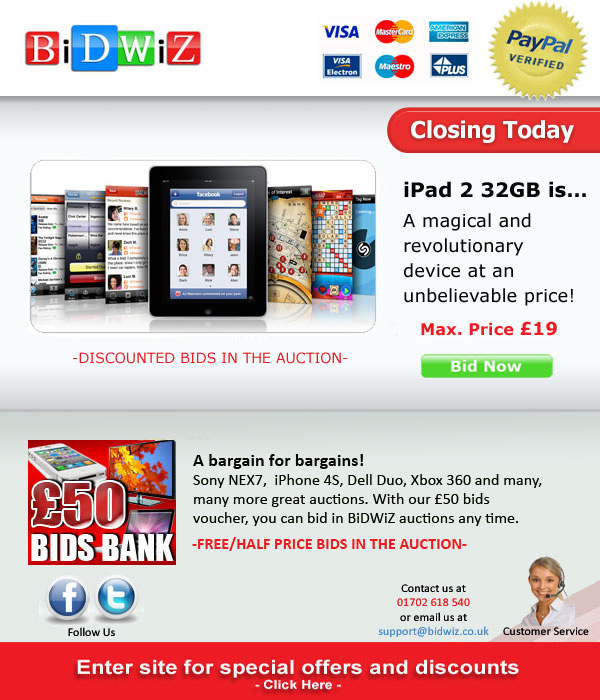 BiDWiZ
VISA
MasterCard
AMERICAN EXPRESS
VISA Electron
Maestro
PLUS
PayPal
VERIFIED
Closing Today
facebook
iPad 2 32GB is...
A magical and
revolutionary
device at an
unbelievable price!
Max. Price £19
Bid Now
-DISCOUNTED BIDS IN THE AUCTION-
£50
BIDS BANK
A bargain for bargains!
Sony NEX7,  iPhone 4S, Dell Duo, Xbox 360 and many,
many more great auctions. With our £50 bids
voucher, you can bid in BiDWiZ auctions any time.
-FREE/HALF PRICE BIDS IN THE AUCTION-
Follow Us
Contact us at
01702 618 540
or email us at
support@bidwiz.co.uk
Customer Service
Enter site for special offers and discounts
- Click Here -